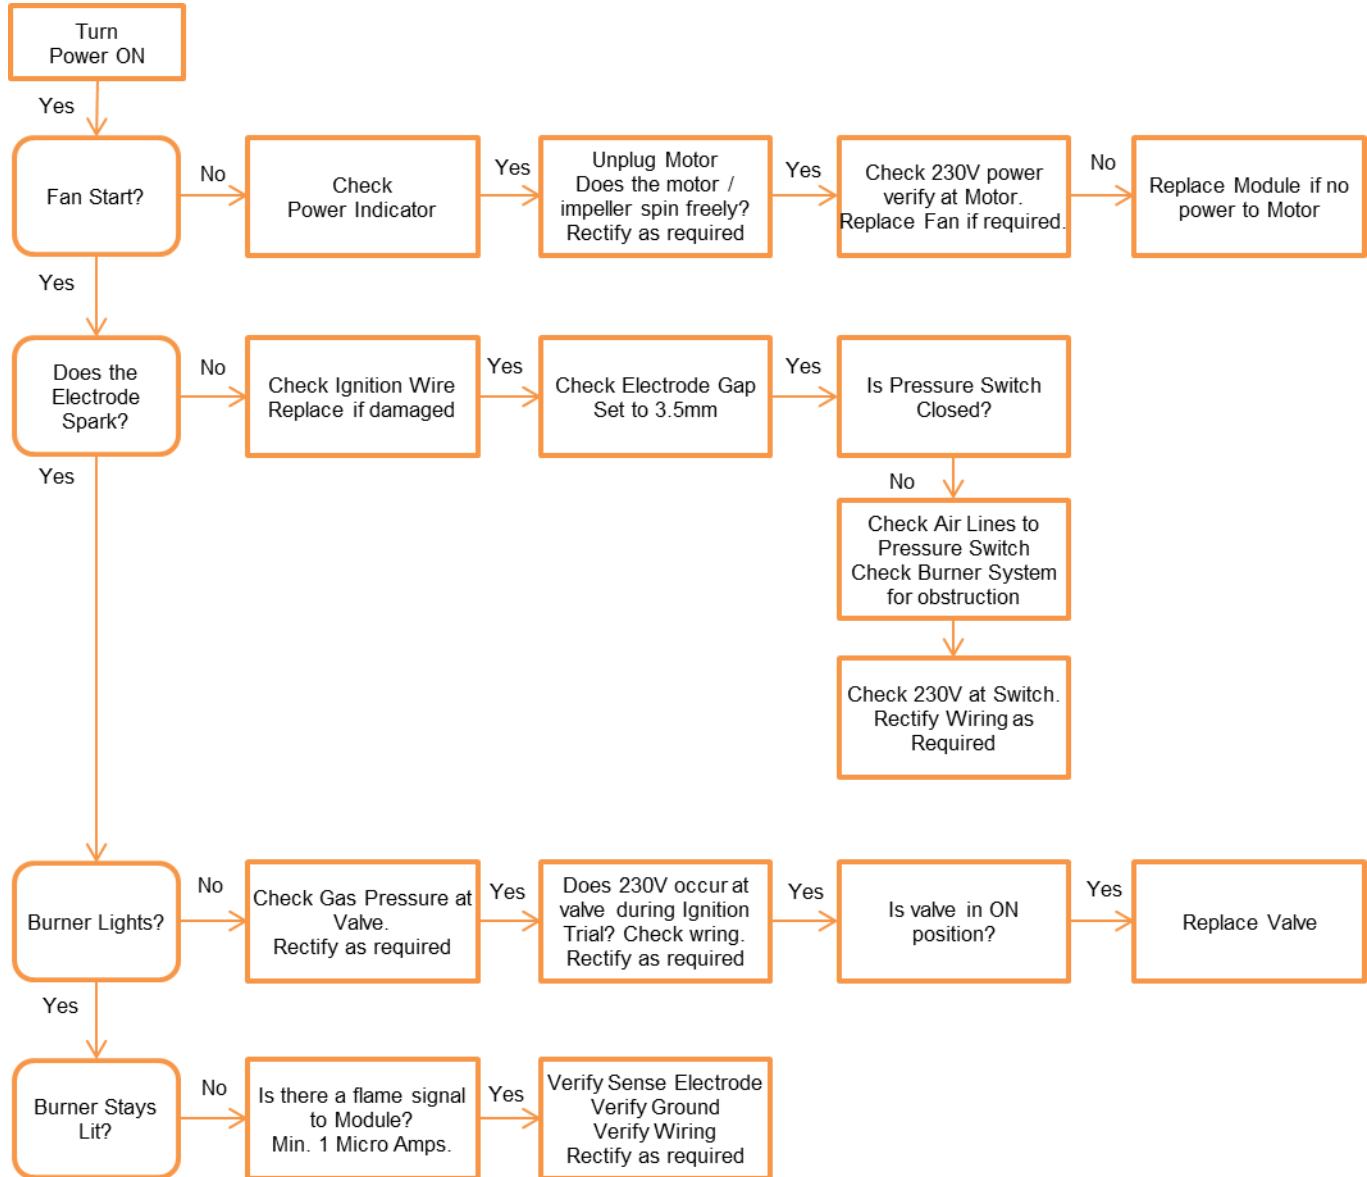 Turn
Power ON
Yes
Fan Start?
No
Check
Power Indicator
Yes
Unplug Motor
Does the motor /
impeller spin freely?
Rectify as required
Yes
Check 230V power
verify at Motor.
Replace Fan if required.
No
Replace Module if no
power to Motor
Yes
Does the
Electrode
Spark?
No
Check Ignition Wire
Replace if damaged
Yes
Check Electrode Gap
Set to 3.5mm
Yes
Is Pressure Switch
Closed?
No
Check Air Lines to
Pressure Switch
Check Burner System
for obstruction
Check 230V at Switch.
Rectify Wiring as
Required
Yes
Burner Lights?
No
Check Gas Pressure at
Valve.
Rectify as required
Yes
Does 230V occur at
valve during Ignition
Trial? Check wring.
Rectify as required
Yes
Is valve in ON
position?
Yes
Replace Valve
Yes
Burner Stays
Lit?
No
Is there a flame signal
to Module?
Min. 1 Micro Amps.
Yes
Verify Sense Electrode
Verify Ground
Verify Wiring
Rectify as required